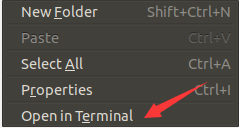 New Folder Shift+Ctrl+N
Paste Ctrl+V
Select All Ctrl+A
Properties Ctrl+I
Open in Terminal